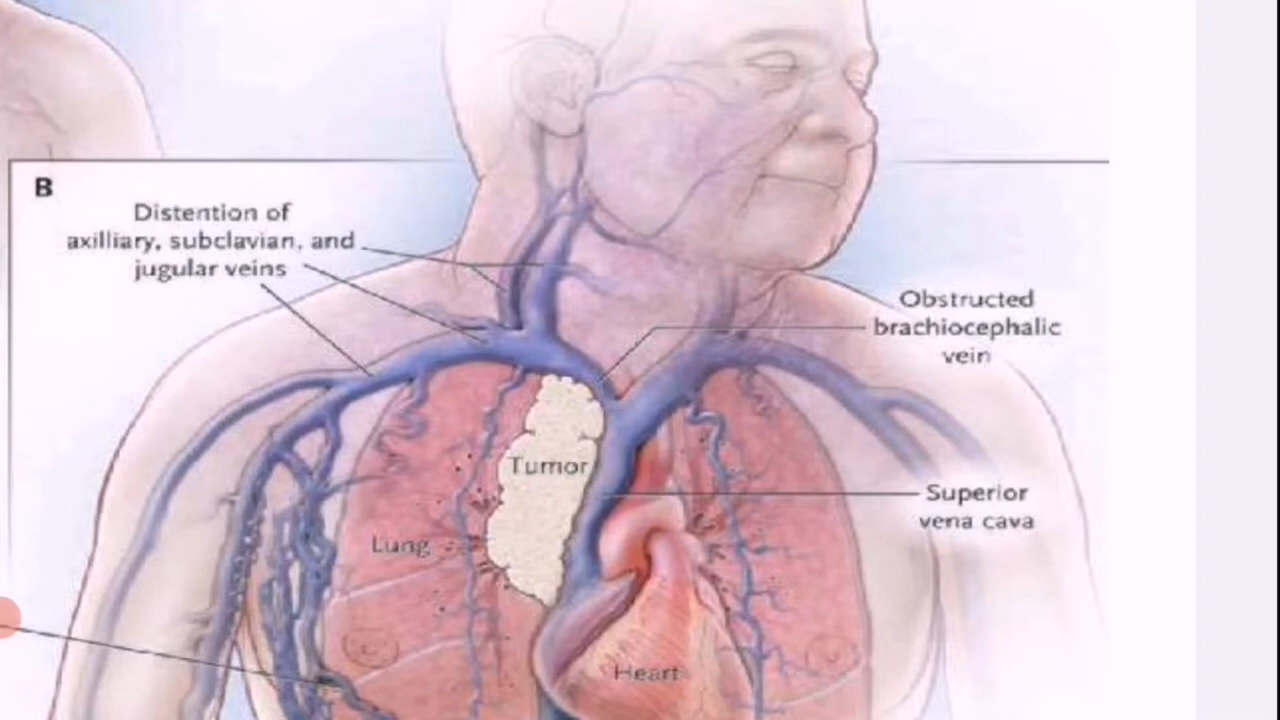 B
Distention of
axilliary, subclavian, and
jugular veins
Obstructed
brachiocephalic
vein
Tumor
Superior
vena cava
Lung
Heart